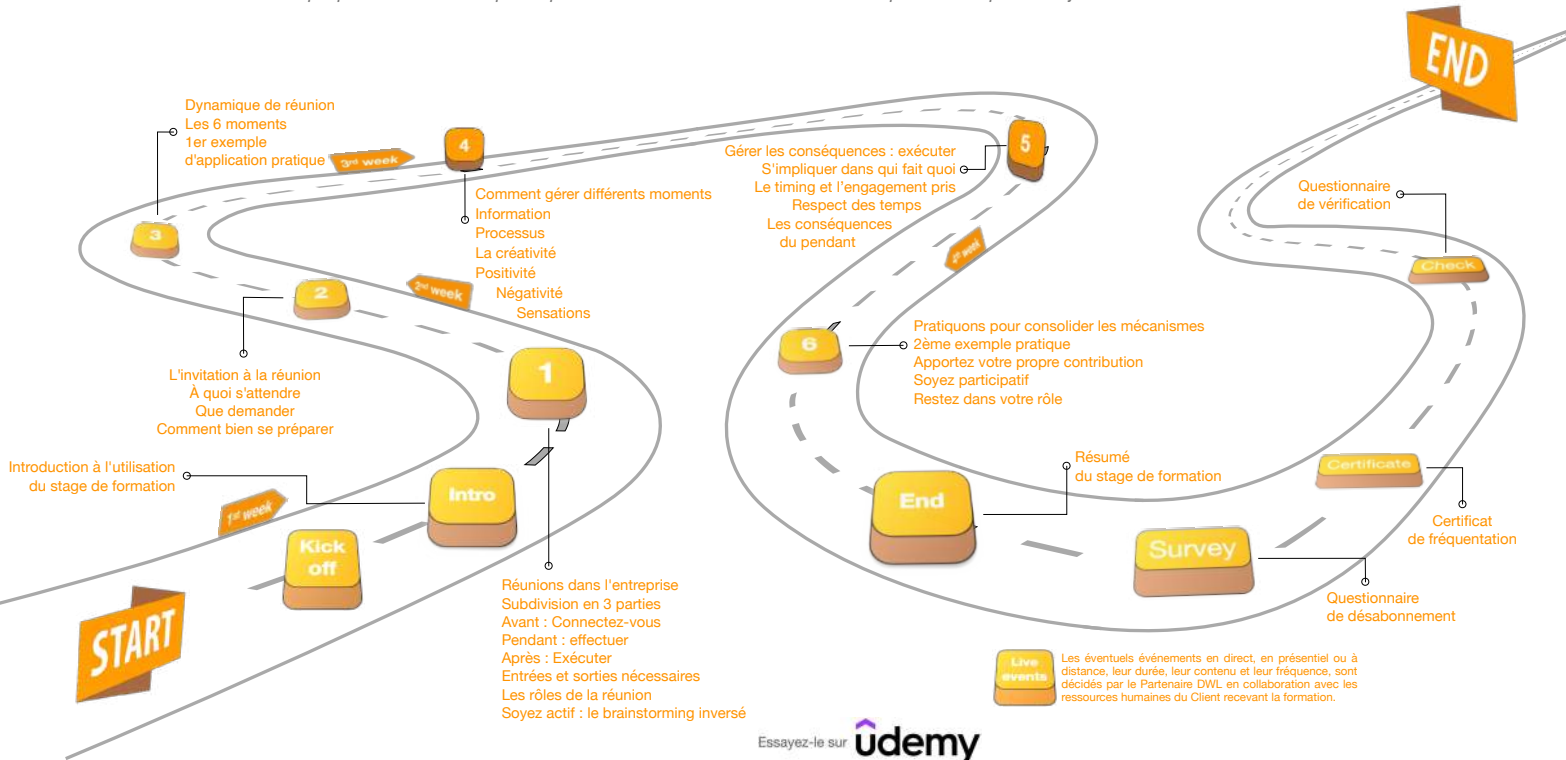 START
Kick
off
1st week
Intro
Introduction à l'utilisation
du stage de formation
1
Réunions dans l'entreprise
Subdivision en 3 parties
Avant : Connectez-vous
Pendant : effectuer
Après : Exécuter
Entrées et sorties nécessaires
Les rôles de la réunion
Soyez actif : le brainstorming inversé
2nd week
2
L'invitation à la réunion
À quoi s'attendre
Que demander
Comment bien se préparer
3
Dynamique de réunion
Les 6 moments
1er exemple
d'application pratique
3rd week
4
Comment gérer différents moments
Information
Processus
La créativité
Positivité
Négativité
Sensations
5
Gérer les conséquences : exécuter
S'impliquer dans qui fait quoi
Le timing et l'engagement pris
Respect des temps
Les conséquences
du pendant
4th week
6
Pratiquons pour consolider les mécanismes
2ème exemple pratique
Apportez votre propre contribution
Soyez participatif
Restez dans votre rôle
End
Résumé
du stage de formation
Survey
Questionnaire
de désabonnement
Certificate
Certificat
de fréquentation
Check
Questionnaire
de vérification
END
Live
events
Les éventuels événements en direct, en présentiel ou à
distance, leur durée, leur contenu et leur fréquence, sont
décidés par le Partenaire DWL en collaboration avec les
ressources humaines du Client recevant la formation.
Essayez-le sur udemy